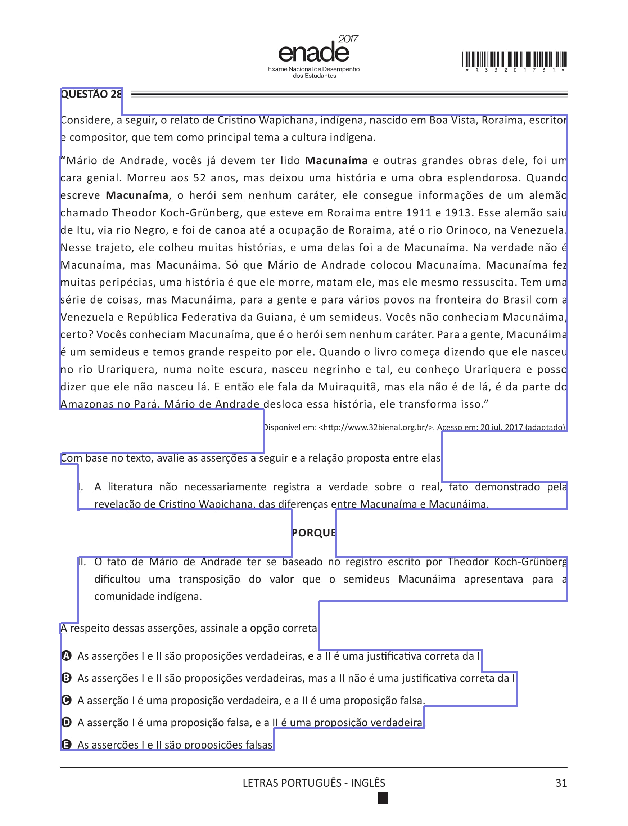 2017
enade
Exame Nacional de Desempenho
dos Estudantes
*R3320175 1*
QUESTÃO 28
Considere, a seguir, o relato de Cristino Wapichana, indígena, nascido em Boa Vista, Roraima, escritor
e compositor, que tem como principal tema a cultura indígena.
“Mário de Andrade, vocês já devem ter lido Macunaíma e outras grandes obras dele, foi um
cara genial. Morreu aos 52 anos, mas deixou uma história e uma obra esplendorosa. Quando
escreve Macunaíma, o herói sem nenhum caráter, ele consegue informações de um alemão
chamado Theodor Koch-Grünberg, que esteve em Roraima entre 1911 e 1913. Esse alemão saiu
de Itu, via rio Negro, e foi de canoa até a ocupação de Roraima, até o rio Orinoco, na Venezuela.
Nesse trajeto, ele colheu muitas histórias, e uma delas foi a de Macunaíma. Na verdade não é
Macunaíma, mas Macunáima. Só que Mário de Andrade colocou Macunaíma. Macunaíma fez
muitas peripécias, uma história é que ele morre, matam ele, mas ele mesmo ressuscita. Tem uma
série de coisas, mas Macunáima, para a gente e para vários povos na fronteira do Brasil com a
Venezuela e República Federativa da Guiana, é um semideus. Vocês não conheciam Macunáima,
certo? Vocês conheciam Macunaíma, que é o herói sem nenhum caráter. Para a gente, Macunáima
é um semideus e temos grande respeito por ele. Quando o livro começa dizendo que ele nasceu
no rio Uraricuera, numa noite escura, nasceu negrinho e tal, eu conheço Uraricuera e posso
dizer que ele não nasceu lá. E então ele fala da Muiraquitã, mas ela não é de lá, é da parte do
Amazonas no Pará. Mário de Andrade desloca essa história, ele transforma isso.”
Disponível em: <http://www.32bienal.org.br/>. Acesso em: 20 jul. 2017 (adaptado).
Com base no texto, avalie as asserções a seguir e a relação proposta entre elas
I. A literatura não necessariamente registra a verdade sobre o real, fato demonstrado pela
revelação de Cristino Wapichana, das diferenças entre Macunaíma e Macunáima.
PORQUE
II. O fato de Mário de Andrade ter se baseado no registro escrito por Theodor Koch-Grünberg
dificultou uma transposição do valor que o semideus Macunáima apresentava para a
comunidade indígena.
A respeito dessas asserções, assinale a opção correta
A As asserções I e II são proposições verdadeiras, e a II é uma justificativa correta da I
B As asserções I e II são proposições verdadeiras, mas a II não é uma justificativa correta da I
C A asserção I é uma proposição verdadeira, e a II é uma proposição falsa.
D A asserção I é uma proposição falsa, e a II é uma proposição verdadeira
E As asserções I e II são proposições falsas
LETRAS PORTUGUÊS - INGLÊS 31